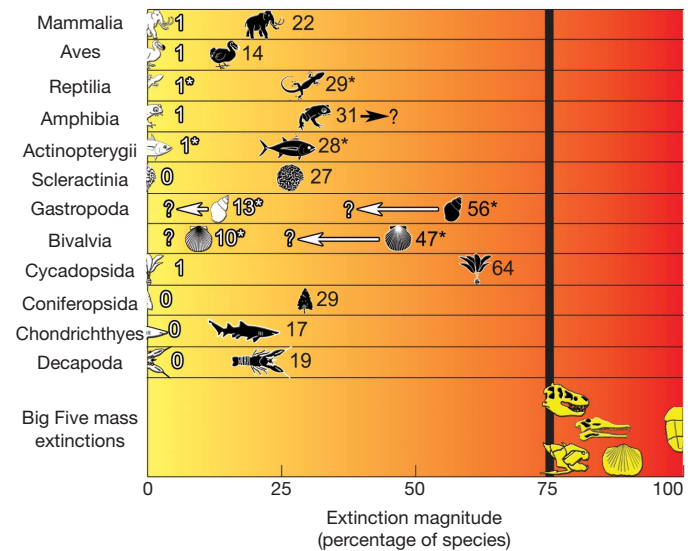 Mammalia 1 22
Aves 1 14
Reptilia 1* 29*
Amphibia 1 31 ?
Actinopterygii 1* 28*
Scleractinia 0 27
Gastropoda ? 13* ? 56*
Bivalvia ? 10* ? 47*
Cycadopsida 1 64
Coniferopsida 0 29
Chondrichthyes 0 17
Decapoda 0 19
Big Five mass
extinctions
0 25 50 75 100
Extinction magnitude
(percentage of species)